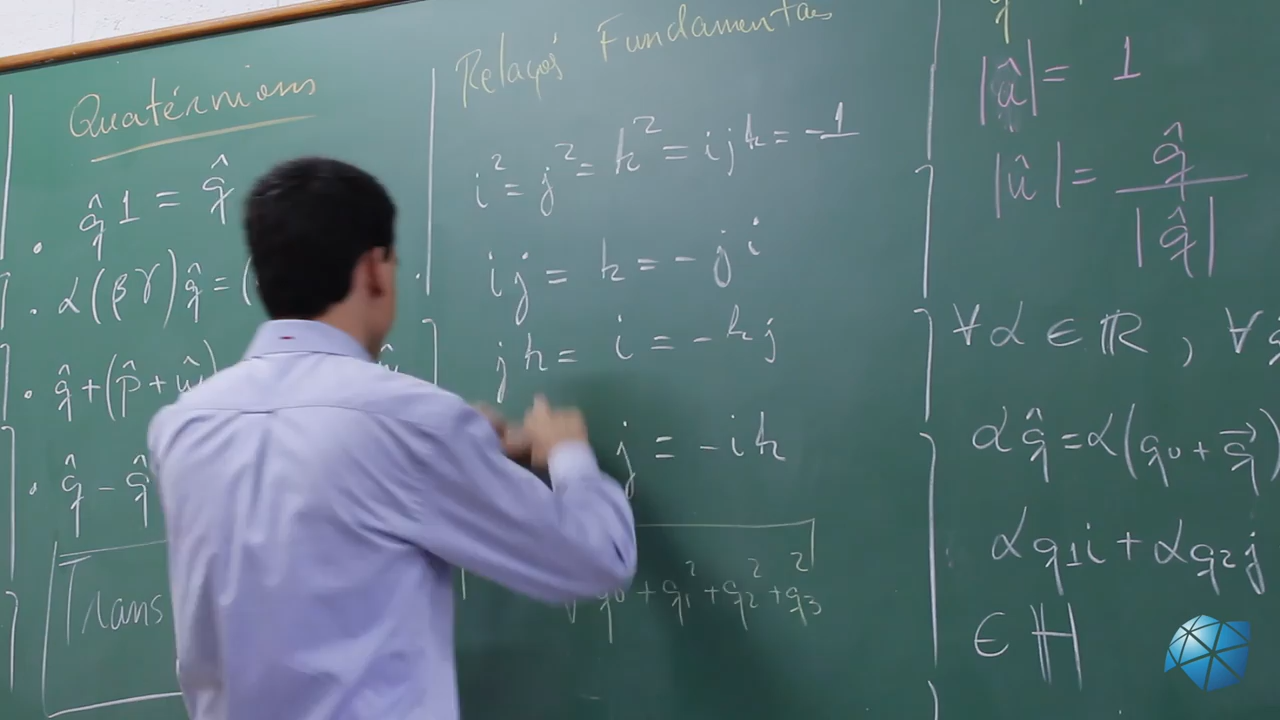 Quatérnions
q̂ 1 = q̂
α(βγ)q̂ = (
q̂ + (p̂ + û)
q̂ - q̂
Trans
Relações Fundamentais
i² = j² = k² = ijk = -1
ij = k = -ji
jk = i = -kj
j = -ik
q0 + q1² + q2² + q3²
|û| = 1
|û| = q̂ / |q̂|
∀α ∈ ℝ, ∀
αq̂ = α(q0 + q⃗)
αq1i + αq2j
∈ ℍ